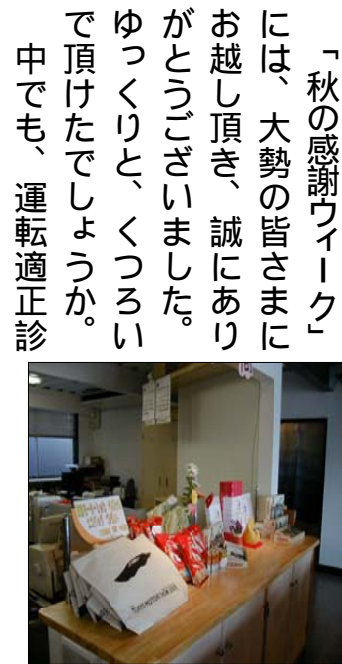 「秋の感謝ウィーク」
には、大勢の皆さまに
お越し頂き、誠にあり
がとうございました。
ゆっくりと、くつろい
で頂けたでしょうか。
中でも、運転適正診